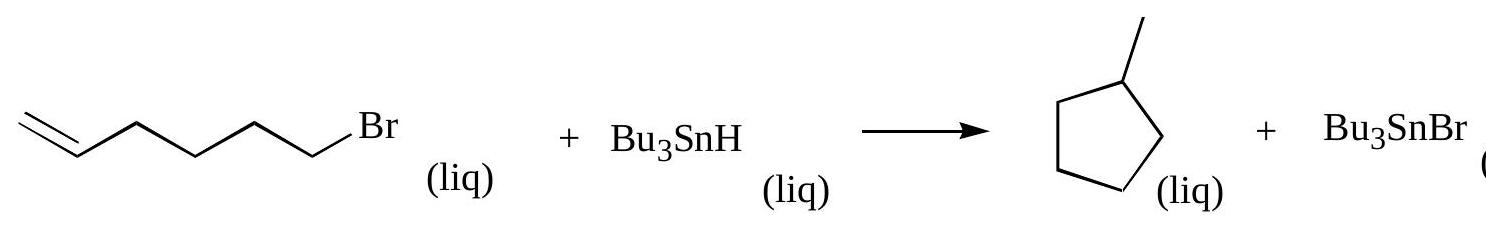 Br (liq) + Bu₃SnH (liq) (liq) + Bu₃SnBr (